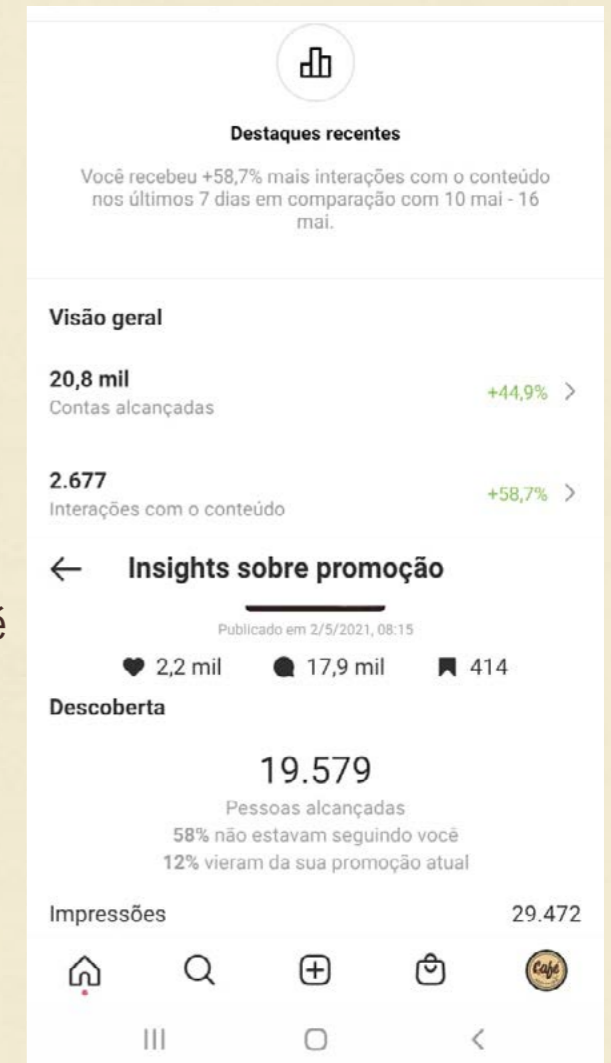 Destaques recentes
Você recebeu +58,7% mais interações com o conteúdo
nos últimos 7 dias em comparação com 10 mai - 16
mai.
Visão geral
20,8 mil
Contas alcançadas
+44,9%
2.677
Interações com o conteúdo
+58,7%
é
Insights sobre promoção
Publicado em 2/5/2021, 08:15
2,2 mil 17,9 mil 414
Descoberta
19.579
Pessoas alcançadas
58% não estavam seguindo você
12% vieram da sua promoção atual
Impressões 29.472
Café